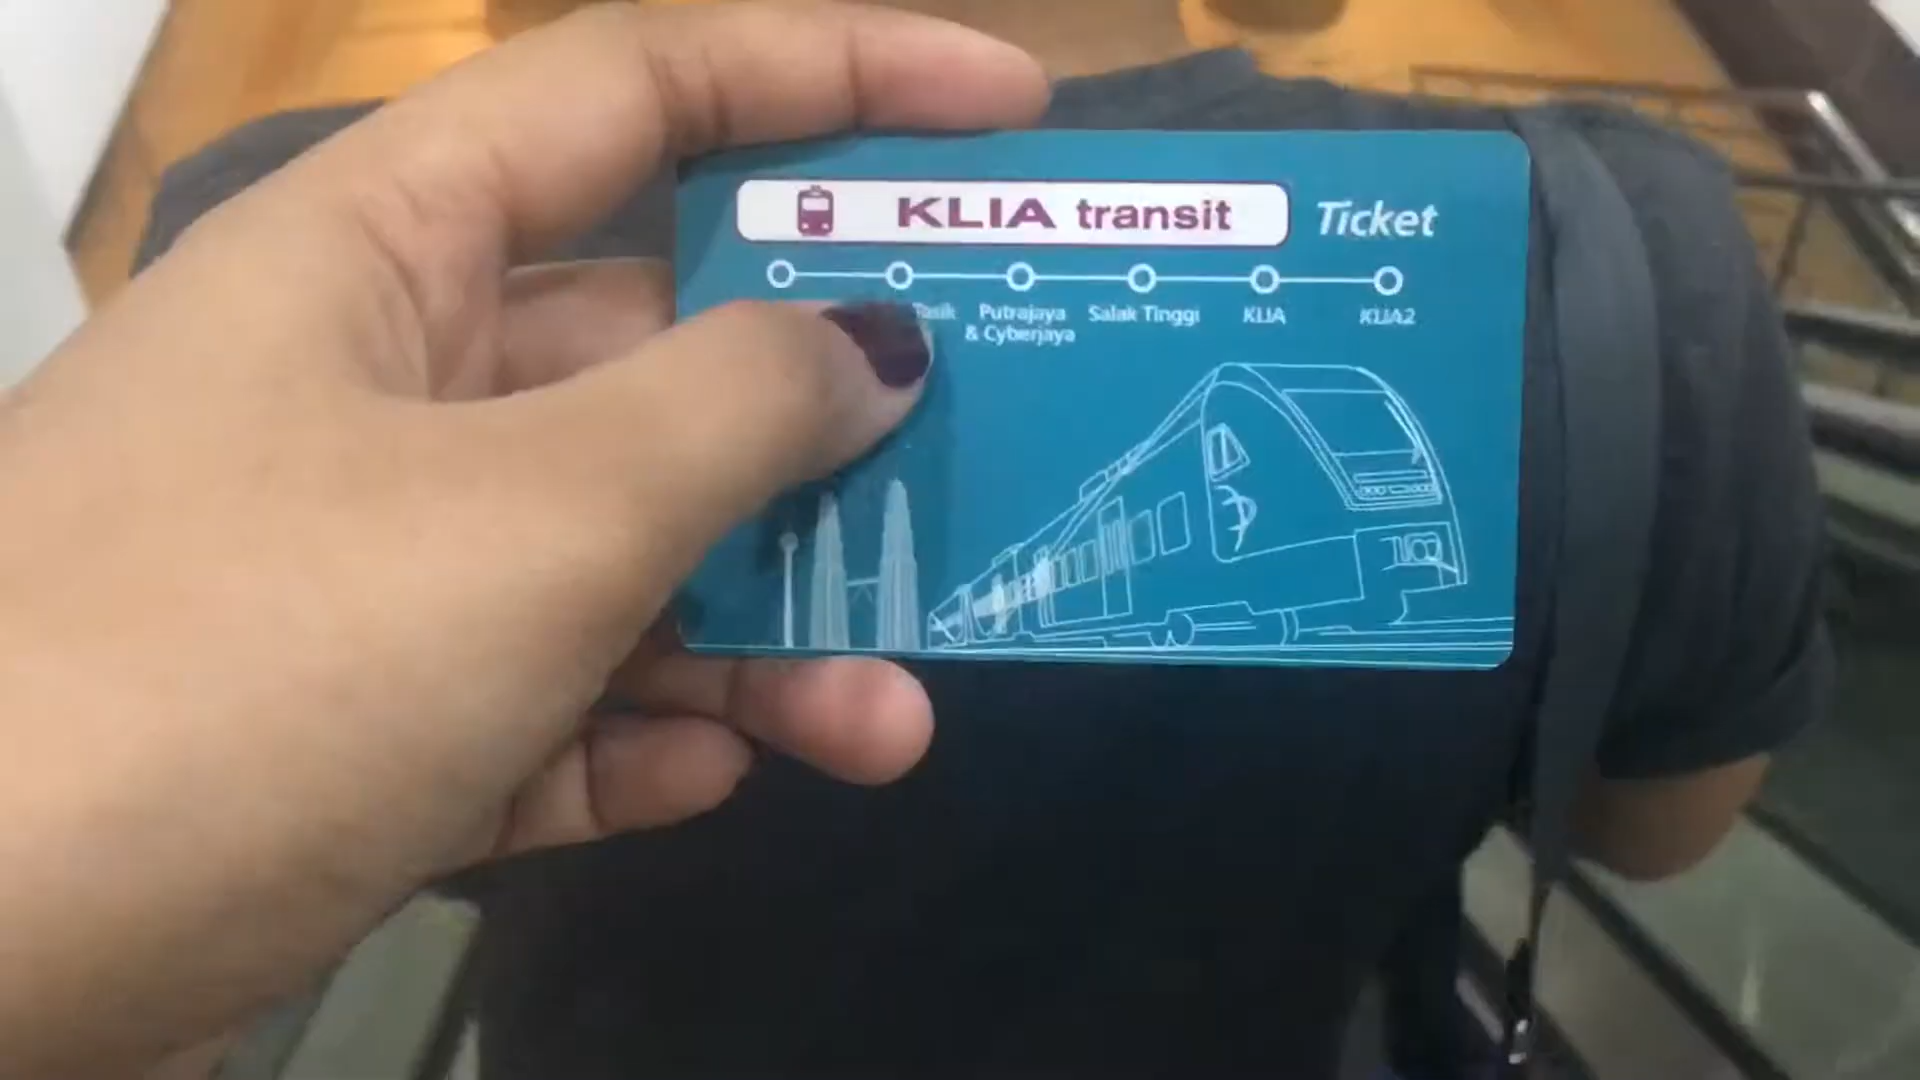 KLIA transit Ticket
Tasik Putrajaya Salak Tinggi KLIA KLIA2
& Cyberjaya